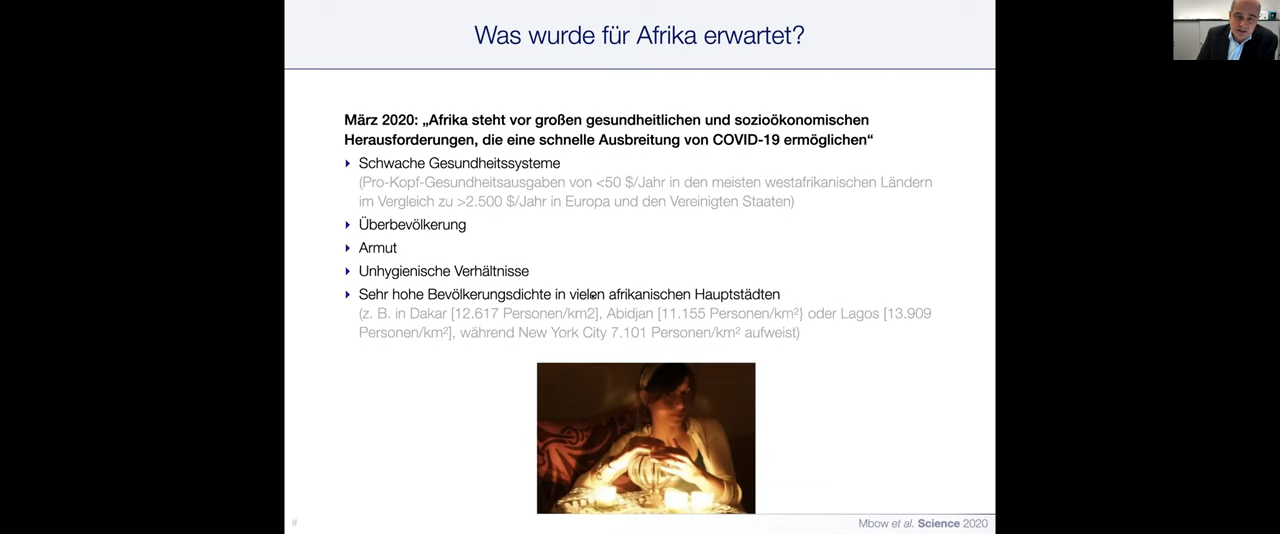 Was wurde für Afrika erwartet?
März 2020: „Afrika steht vor großen gesundheitlichen und sozioökonomischen
Herausforderungen, die eine schnelle Ausbreitung von COVID-19 ermöglichen“
Schwache Gesundheitssysteme
(Pro-Kopf-Gesundheitsausgaben von <50 $/Jahr in den meisten westafrikanischen Ländern
im Vergleich zu >2.500 $/Jahr in Europa und den Vereinigten Staaten)
Überbevölkerung
Armut
Unhygienische Verhältnisse
Sehr hohe Bevölkerungsdichte in vielen afrikanischen Hauptstädten
(z. B. in Dakar [12.617 Personen/km2], Abidjan [11.155 Personen/km²} oder Lagos [13.909
Personen/km²], während New York City 7.101 Personen/km² aufweist)
#
Mbow et al. Science 2020